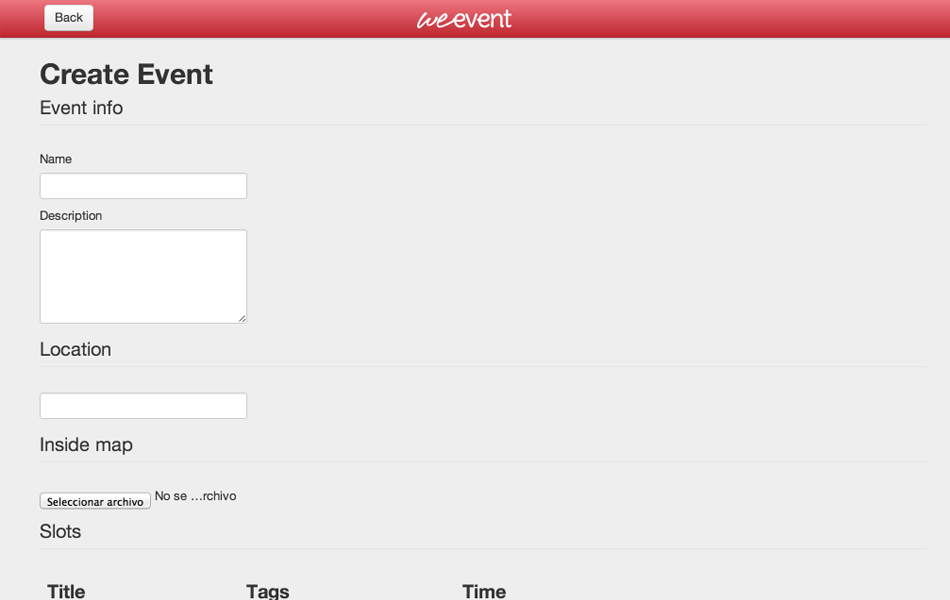 Back
weevent
Create Event
Event info
Name
Description
Location
Inside map
Seleccionar archivo No se ...rchivo
Slots
Title Tags Time